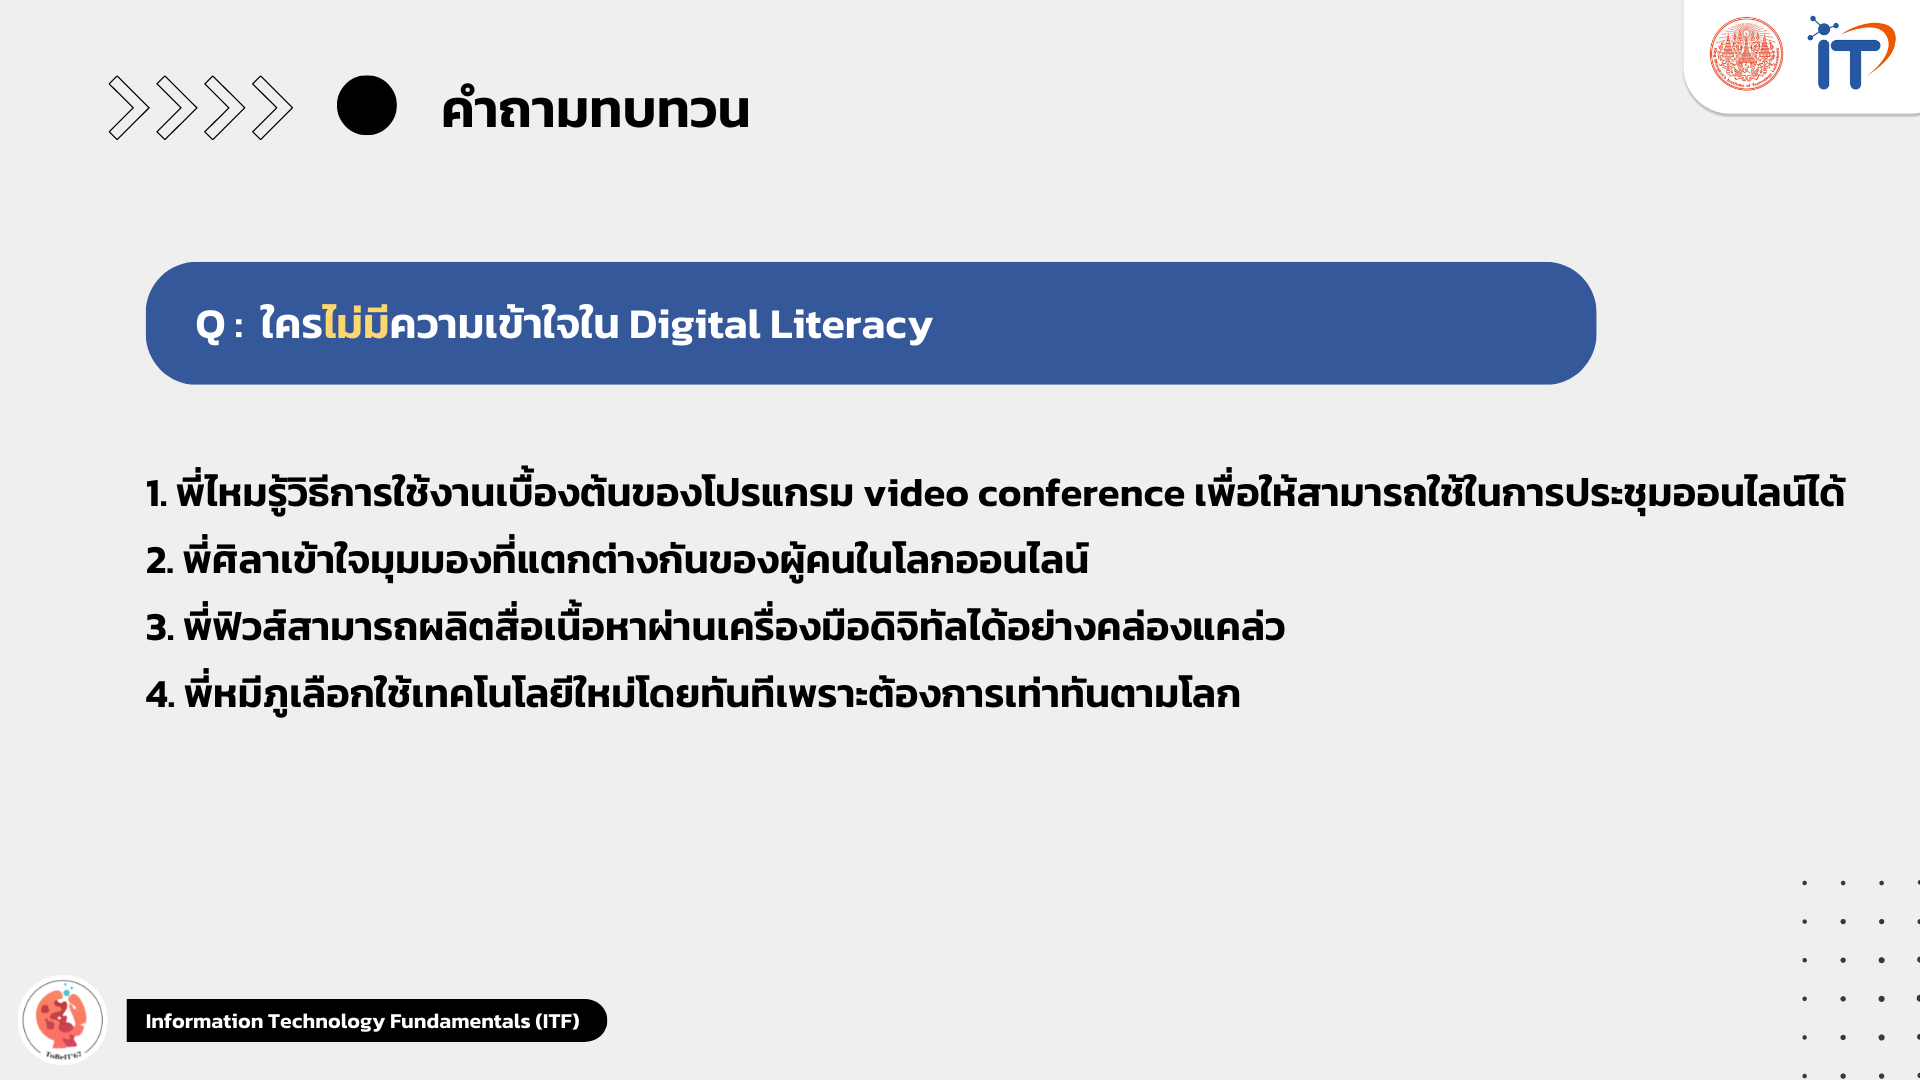 คำถามทบทวน
Q : ใครไม่มีความเข้าใจใน Digital Literacy
1. พี่ไหมรู้วิธีการใช้งานเบื้องต้นของโปรแกรม video conference เพื่อให้สามารถใช้ในการประชุมออนไลน์ได้
2. พี่ศิลาเข้าใจมุมมองที่แตกต่างกันของผู้คนในโลกออนไลน์
3. พี่ฟิวส์สามารถผลิตสื่อเนื้อหาผ่านเครื่องมือดิจิทัลได้อย่างคล่องแคล่ว
4. พี่หมีภูเลือกใช้เทคโนโลยีใหม่โดยทันทีเพราะต้องการเท่าทันตามโลก
IT
ToBeIT'67
Information Technology Fundamentals (ITF)